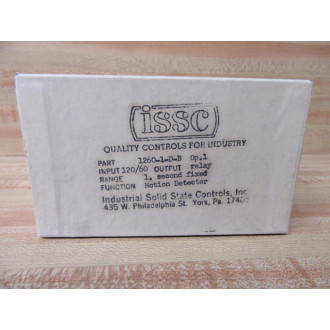 issc
QUALITY CONTROLS FOR INDUSTRY
PART 1260-1-D-B Op.1
INPUT 120/60 OUTPUT relay
RANGE 1. second fixed
FUNCTION Motion Detector
Industrial Solid State Controls, Inc
435 W. Philadelphia St. York, Pa.